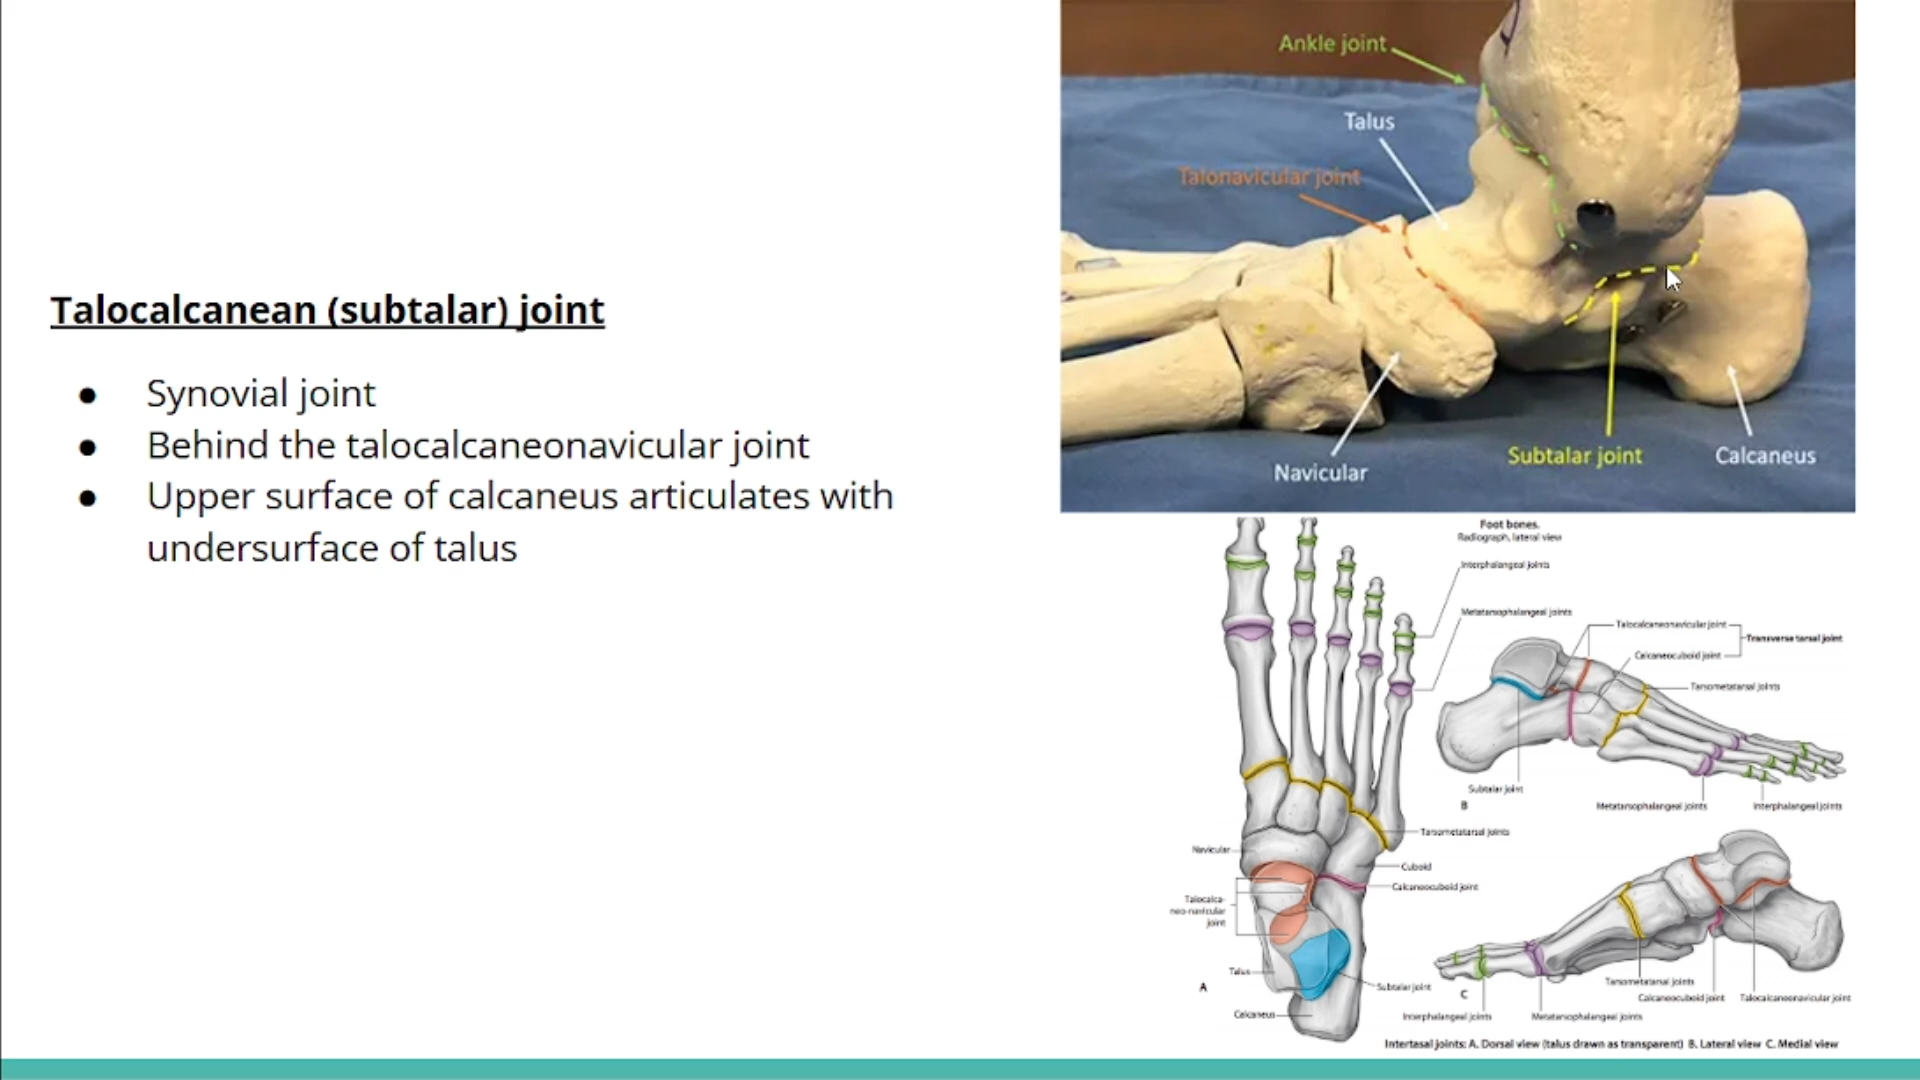 Talocalcanean (subtalar) joint
● Synovial joint
● Behind the talocalcaneonavicular joint
● Upper surface of calcaneus articulates with
undersurface of talus
Ankle joint
Talus
Talonavicular joint
Navicular
Subtalar joint
Calcaneus
Foot bones.
Radiograph, lateral view
Interphalangeal joints
Metatarsophalangeal joints
Talocalcaneonavicular joint
Transverse tarsal joint
Calcaneocuboid joint
Tarsometatarsal joints
Subtalar joint
B
Metatarsophalangeal joints
Interphalangeal joints
Tarsometatarsal joints
Navicular
Cuboid
Calcaneocuboid joint
Talocalca-
neo-navicular
joint
Talus
A
Subtalar joint
Calcaneus
C
Tarsometatarsal joints
Calcaneocuboid joint
Talocalcaneonavicular joint
Interphalangeal joints
Metatarsophalangeal joints
Intertasal joints: A. Dorsal view (talus drawn as transparent) B. Lateral view C. Medial view